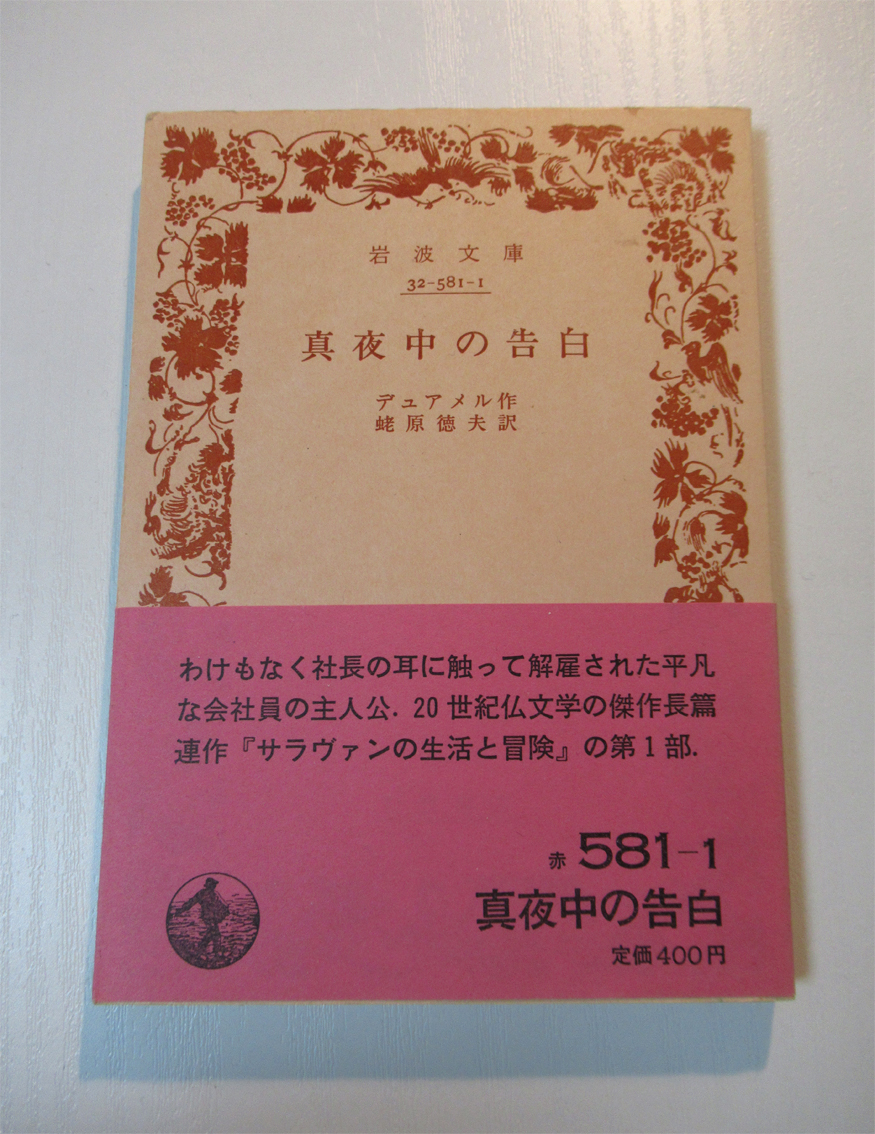 岩波文庫
32-581-1
真夜中の告白
デュアメル作
蛯原徳夫訳
わけもなく社長の耳に触って解雇された平凡
な会社員の主人公. 20世紀仏文学の傑作長篇
連作『サラヴァンの生活と冒険』の第1部.
赤 581-1
真夜中の告白
定価400円